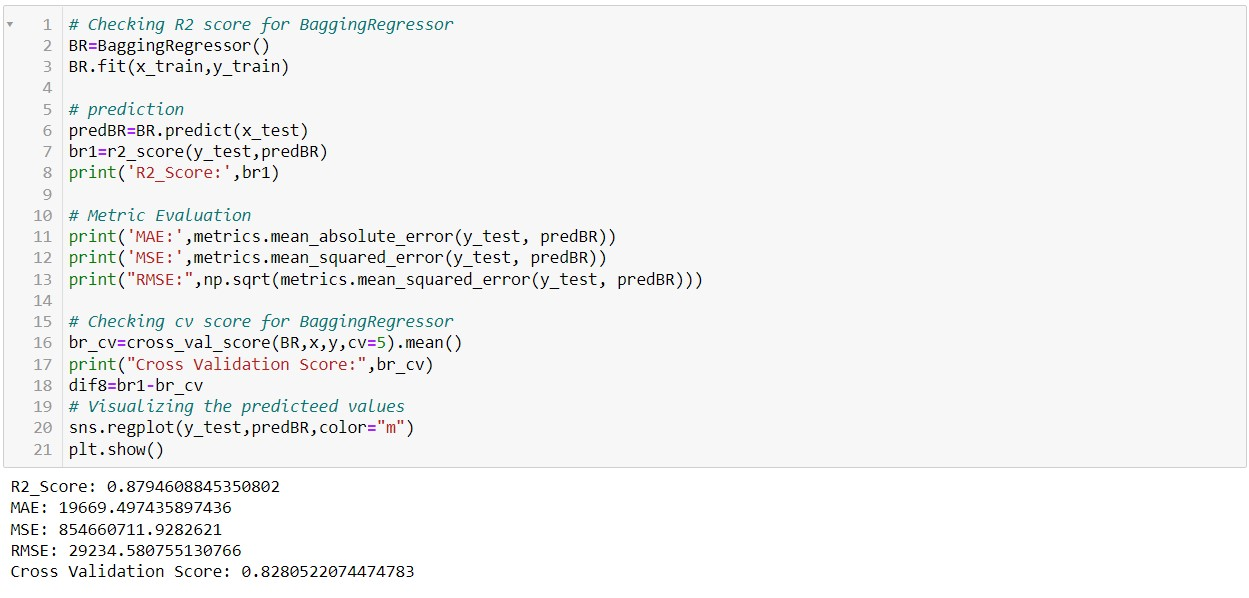 1 # Checking R2 score for BaggingRegressor
2 BR=BaggingRegressor()
3 BR.fit(x_train,y_train)
4
5 # prediction
6 predBR=BR.predict(x_test)
7 br1=r2_score(y_test,predBR)
8 print('R2_Score:',br1)
9
10 # Metric Evaluation
11 print('MAE:',metrics.mean_absolute_error(y_test, predBR))
12 print('MSE:',metrics.mean_squared_error(y_test, predBR))
13 print("RMSE:",np.sqrt(metrics.mean_squared_error(y_test, predBR)))
14
15 # Checking cv score for BaggingRegressor
16 br_cv=cross_val_score(BR,x,y,cv=5).mean()
17 print("Cross Validation Score:",br_cv)
18 dif8=br1-br_cv
19 # Visualizing the predicteed values
20 sns.regplot(y_test,predBR,color="m")
21 plt.show()
R2_Score: 0.8794608845350802
MAE: 19669.497435897436
MSE: 854660711.9282621
RMSE: 29234.580755130766
Cross Validation Score: 0.8280522074474783